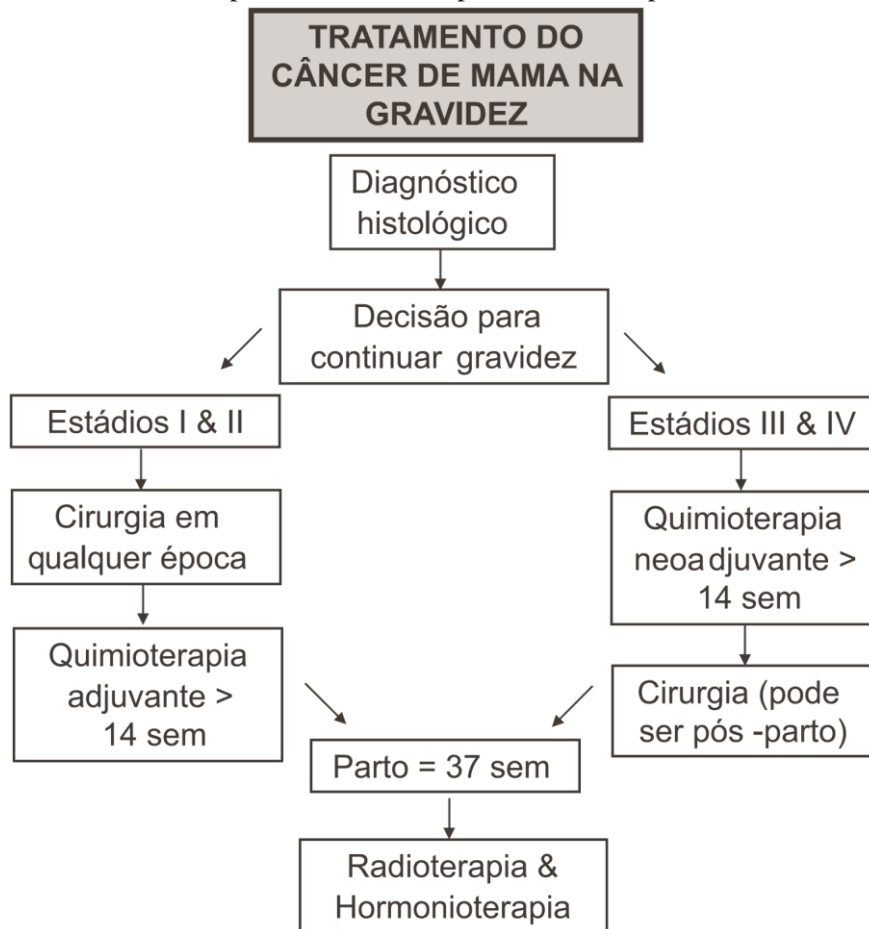 TRATAMENTO DO
CÂNCER DE MAMA NA
GRAVIDEZ
Diagnóstico
histológico
Decisão para
continuar gravidez
Estádios I & II
Estádios III & IV
Cirurgia em
qualquer época
Quimioterapia
neoadjuvante >
14 sem
Quimioterapia
adjuvante >
14 sem
Cirurgia (pode
ser pós -parto)
Parto = 37 sem
Radioterapia &
Hormonioterapia